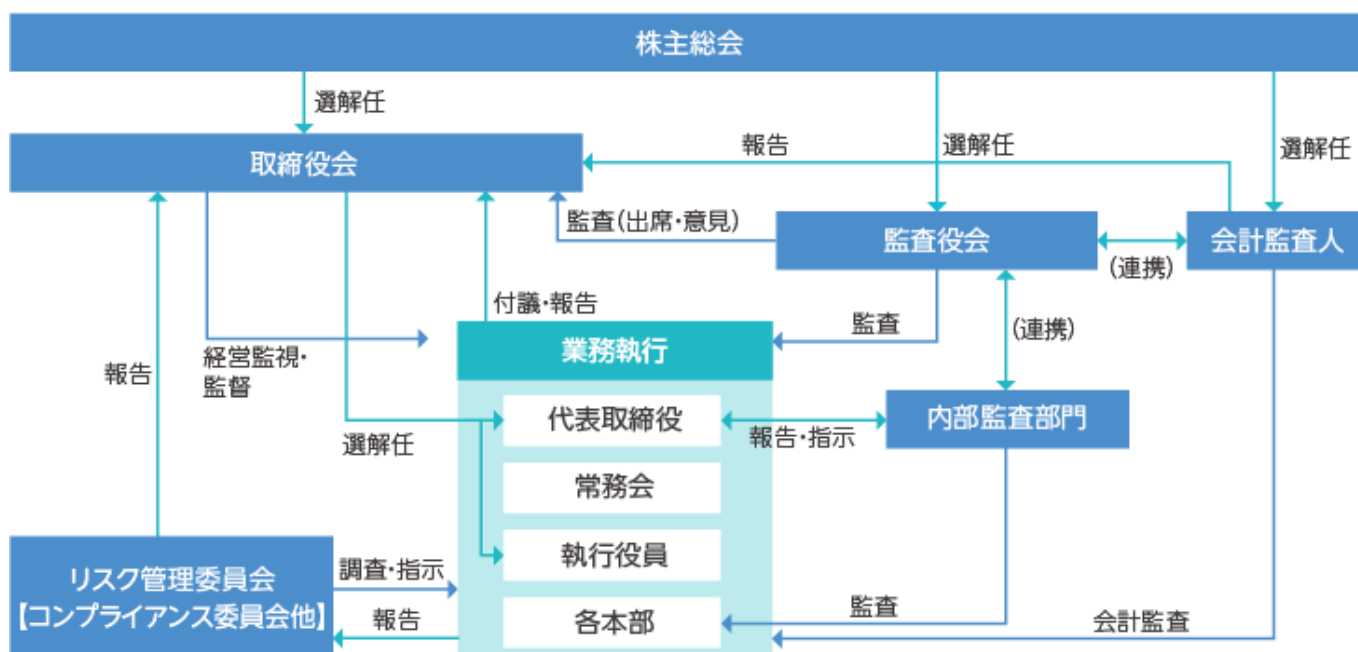 株主総会
選解任
選解任
選解任
取締役会
報告
監査(出席・意見)
監査役会
会計監査人
(連携)
付議・報告
監査
(連携)
業務執行
経営監視・
監督
報告
代表取締役
報告・指示
内部監査部門
選解任
常務会
執行役員
リスク管理委員会
【コンプライアンス委員会他】
調査・指示
報告
各本部
監査
会計監査